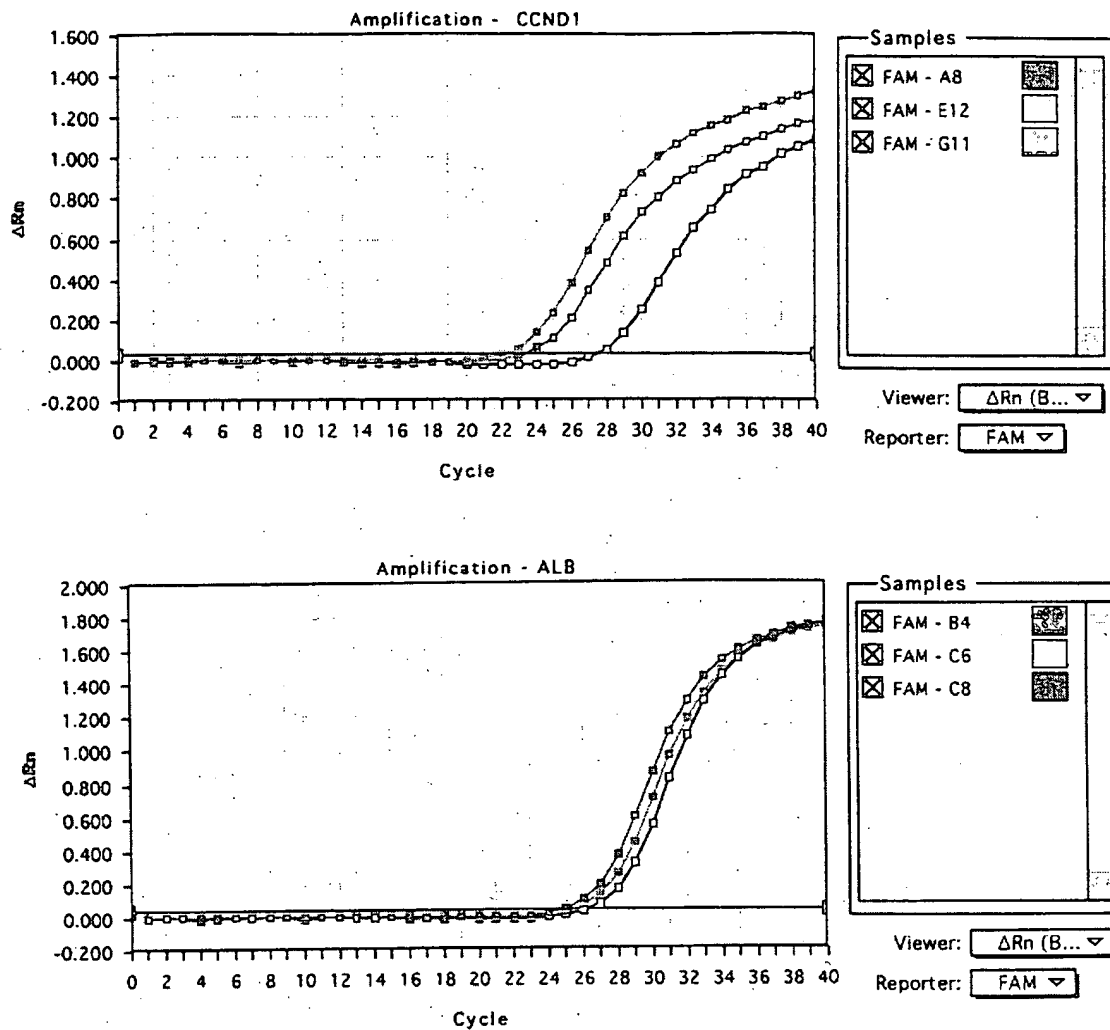 Amplification - CCND1
1.600
1.400
1.200
1.000
0.800
0.600
0.400
0.200
0.000
-0.200
ΔRn
0 2 4 6 8 10 12 14 16 18 20 22 24 26 28 30 32 34 36 38 40
Cycle
Samples
FAM - A8
FAM - E12
FAM - G11
Viewer: ΔRn (B...
Reporter: FAM
Amplification - ALB
2.000
1.800
1.600
1.400
1.200
1.000
0.800
0.600
0.400
0.200
0.000
-0.200
ΔRn
0 2 4 6 8 10 12 14 16 18 20 22 24 26 28 30 32 34 36 38 40
Cycle
Samples
FAM - B4
FAM - C6
FAM - C8
Viewer: ΔRn (B...
Reporter: FAM